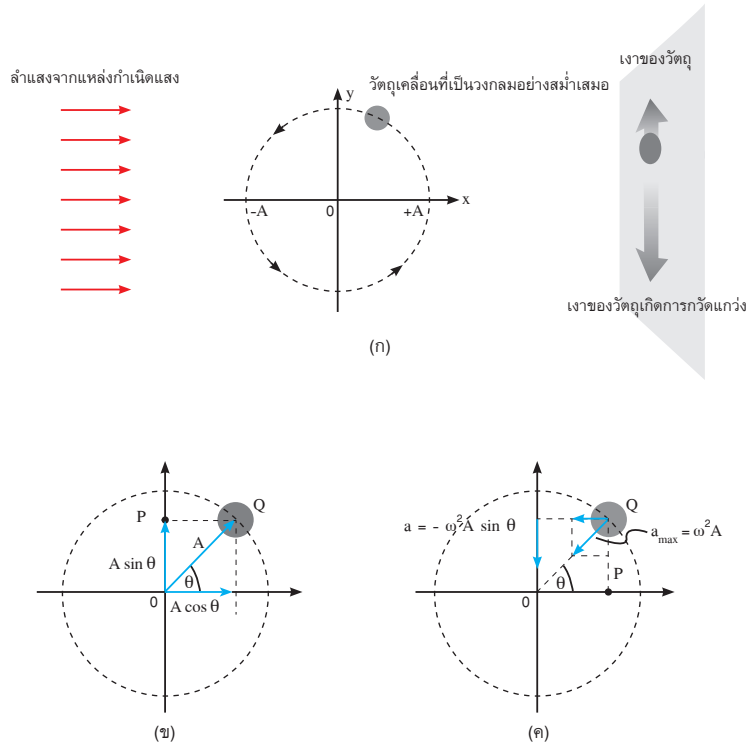 ลำแสงจากแหล่งกำเนิดแสง
วัตถุเคลื่อนที่เป็นวงกลมอย่างสม่ำเสมอ
เงาของวัตถุ
y
x
-A
0
+A
เงาของวัตถุเกิดการกวัดแกว่ง
(ก)
P
Q
A
A sin θ
θ
0
A cos θ
(ข)
Q
a = - ω²A sin θ
a max = ω²A
P
θ
0
(ค)